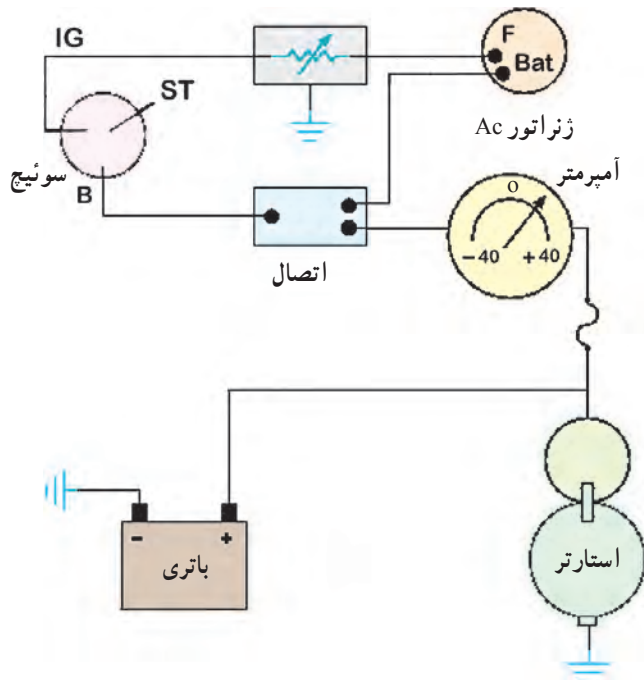 IG
ST
سوئیچ
B
F
Bat
ژنراتور Ac
آمپرمتر
o
−40 +40
اتصال
باتری
- +
استارتر